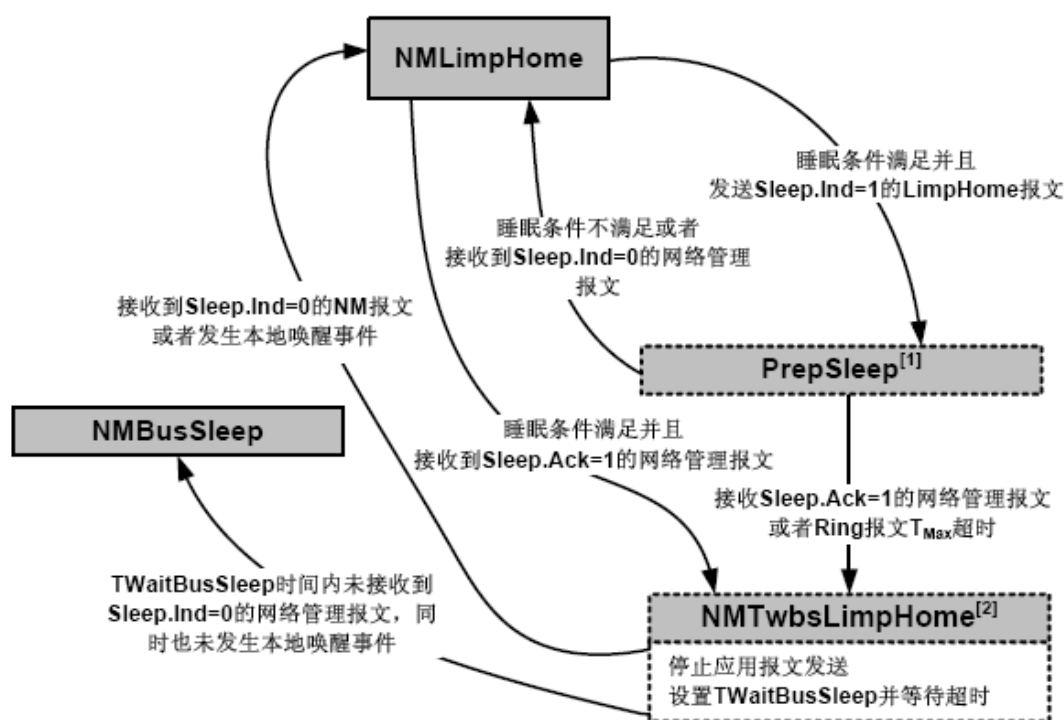 NMLimpHome
睡眠条件满足并且
发送Sleep.Ind=1的LimpHome报文
睡眠条件不满足或者
接收到Sleep.Ind=0的网络管理
报文
接收到Sleep.Ind=0的NM报文
或者发生本地唤醒事件
PrepSleep[1]
NMBusSleep
睡眠条件满足并且
接收到Sleep.Ack=1的网络管理报文
接收Sleep.Ack=1的网络管理报文
或者Ring报文TMax超时
TWaitBusSleep时间内未接收到
Sleep.Ind=0的网络管理报文，同
时也未发生本地唤醒事件
NMTwbsLimpHome[2]
停止应用报文发送
设置TWaitBusSleep并等待超时